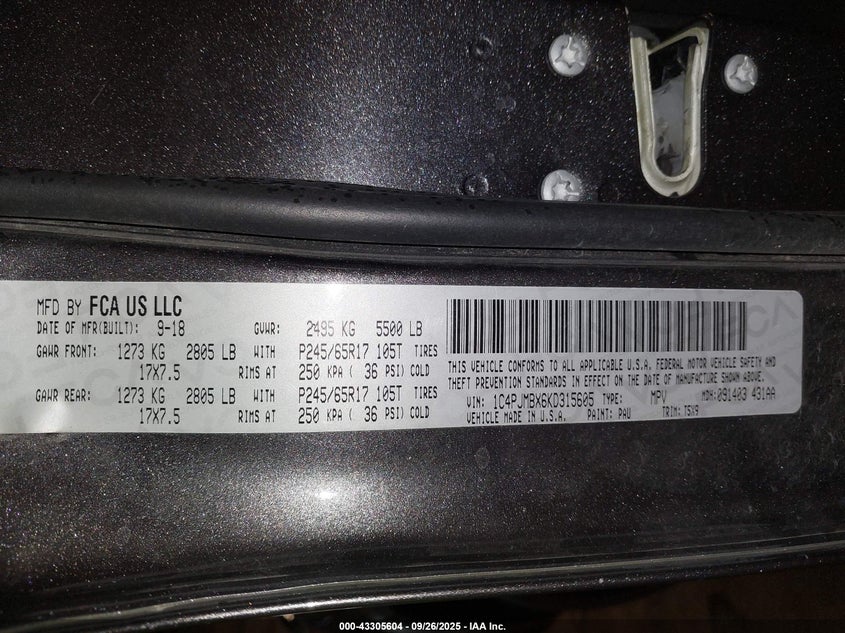 MFD BY FCA US LLC
DATE OF MFR(BUILT): 9-18 GVWR: 2495 KG 5500 LB
GAWR FRONT: 1273 KG 2805 LB WITH P245/65R17 105T TIRES
17X7.5 RIMS AT 250 KPA ( 36 PSI) COLD
GAWR REAR: 1273 KG 2805 LB WITH P245/65R17 105T TIRES
17X7.5 RIMS AT 250 KPA ( 36 PSI) COLD
THIS VEHICLE CONFORMS TO ALL APPLICABLE U.S.A. FEDERAL MOTOR VEHICLE SAFETY AND
THEFT PREVENTION STANDARDS IN EFFECT ON THE DATE OF MANUFACTURE SHOWN ABOVE.
VIN: 1C4PJMBX6KD315605 TYPE: MPV MDH: 091403 431AA
VEHICLE MADE IN U.S.A. PAINT: PAU TRIM: TSX9
000-43305604 - 09/26/2025 - IAA Inc.